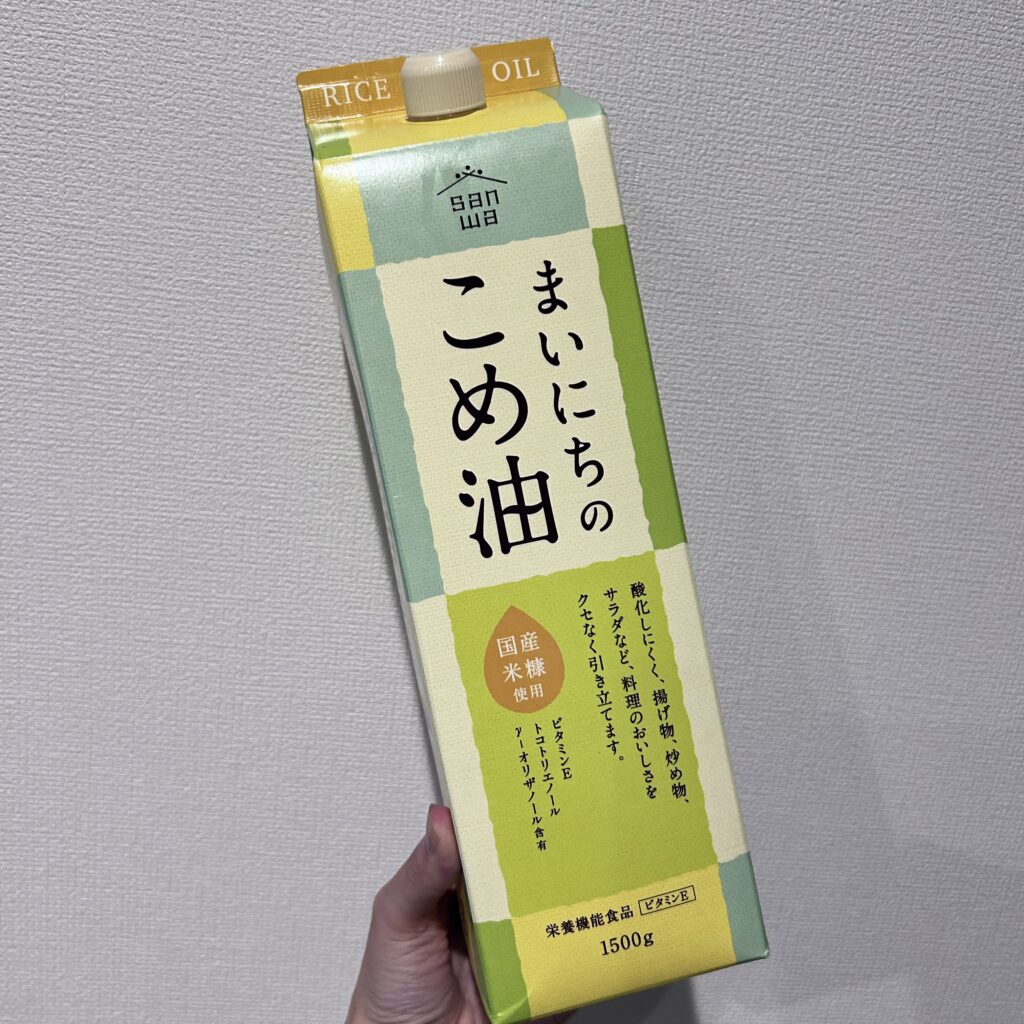 RICE OIL
san
wa
まいにちの
こめ油
酸化しにくく、揚げ物、炒め物、
サラダなど、料理のおいしさを
クセなく引き立てます。
国産
米糠
使用
ビタミンE
トコトリエノール
γ-オリザノール含有
栄養機能食品 ビタミンE
1500g